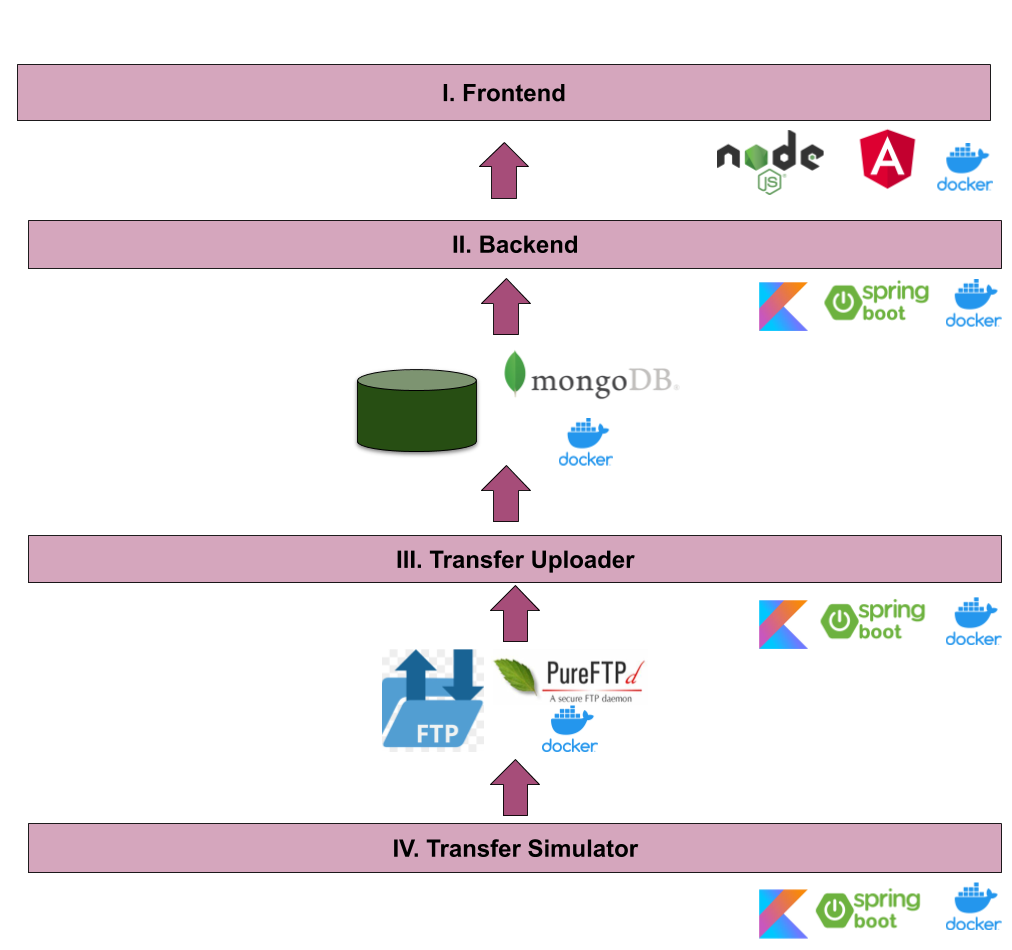 I. Frontend
node
JS
A
docker
II. Backend
spring
boot
docker
mongoDB.
docker
III. Transfer Uploader
spring
boot
docker
FTP
PureFTPd
A secure FTP daemon
docker
IV. Transfer Simulator
spring
boot
docker